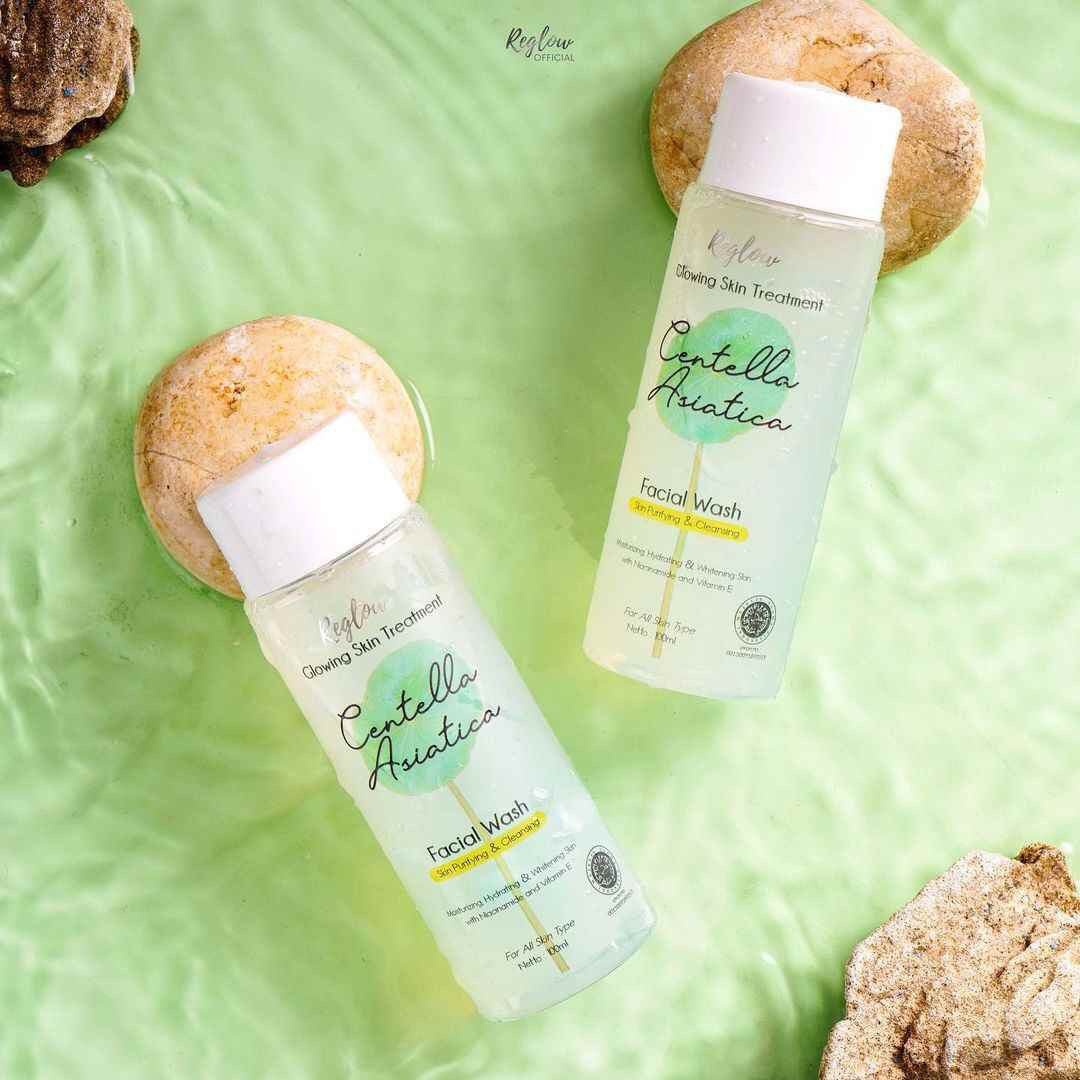 Reglow
OFFICIAL
Reglow
Glowing Skin Treatment
Centella
Asiatica
Facial Wash
Skin Purifying & Cleansing
Moisturizing, Hydrating & Whitening Skin
with Niacinamide and Vitamin E
For All Skin Type
Netto 100ml
Reglow
Glowing Skin Treatment
Centella
Asiatica
Facial Wash
Skin Purifying & Cleansing
Moisturizing, Hydrating & Whitening Skin
with Niacinamide and Vitamin E
For All Skin Type
Netto 100ml